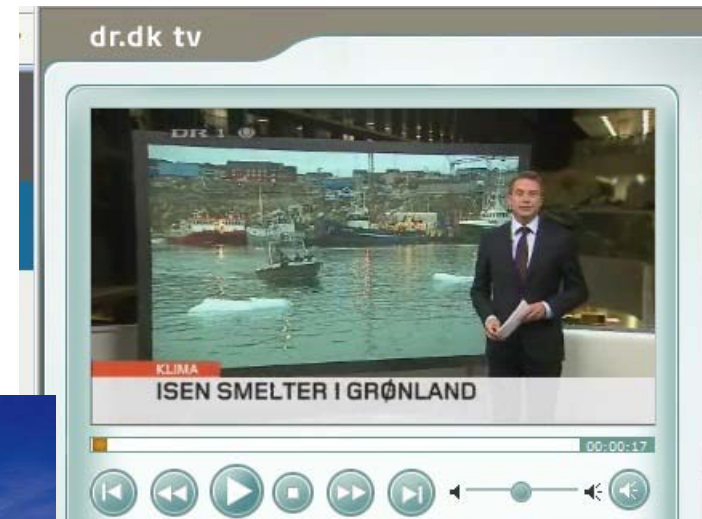 dr.dk tv
DR 1
KLIMA
ISEN SMELTER I GRØNLAND
00:00:17